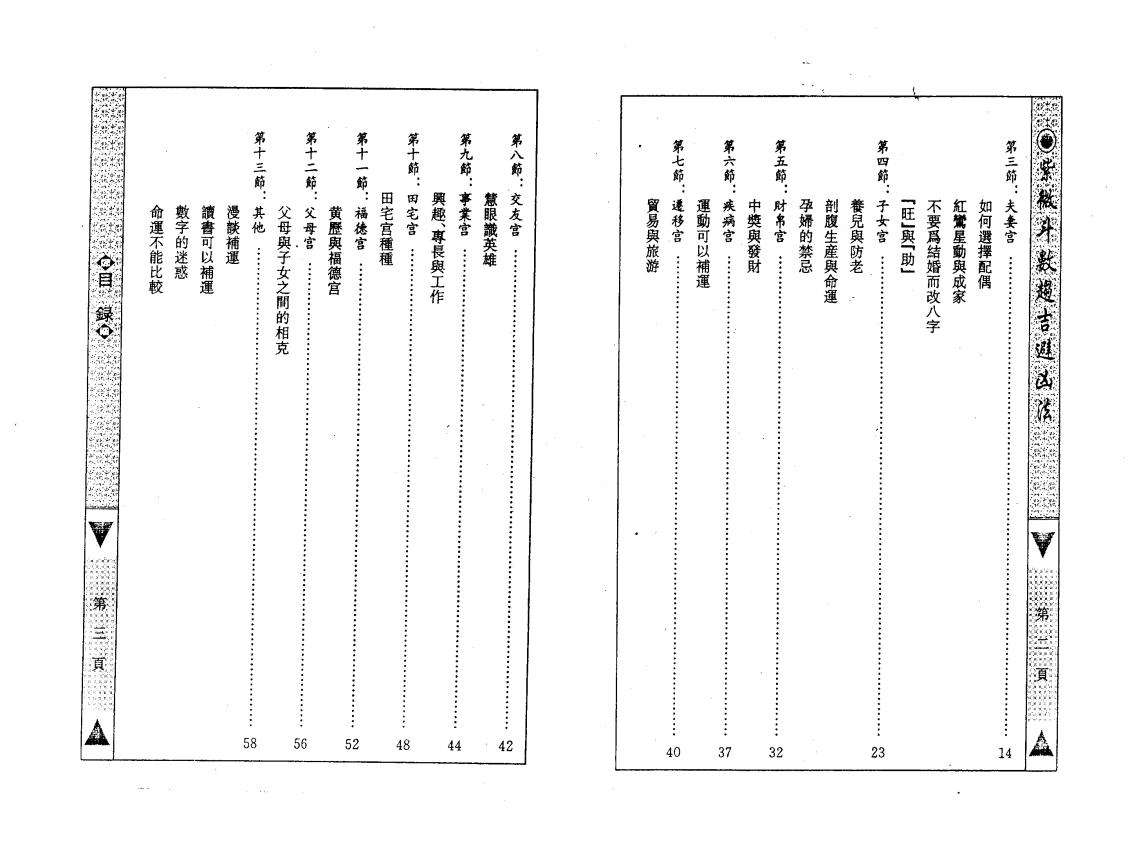 紫微斗數趨吉避凶法
第二頁
第三節：夫妻宮……14
如何選擇配偶
紅鸞星動與成家
不要爲結婚而改八字
「旺」與「助」
第四節：子女宮……23
養兒與防老
剖腹生産與命運
孕婦的禁忌
第五節：財帛宮……32
中獎與發財
第六節：疾病宮……37
運動可以補運
第七節：遷移宮……40
貿易與旅游
第八節：交友宮……42
慧眼識英雄
第九節：事業宮……44
興趣、專長與工作
第十節：田宅宮……48
田宅宮種種
第十一節：福德宮……52
黄歷與福德宮
第十二節：父母宮……56
父母與子女之間的相克
第十三節：其他……58
漫談補運
讀書可以補運
數字的迷惑
命運不能比較
目錄
第三頁